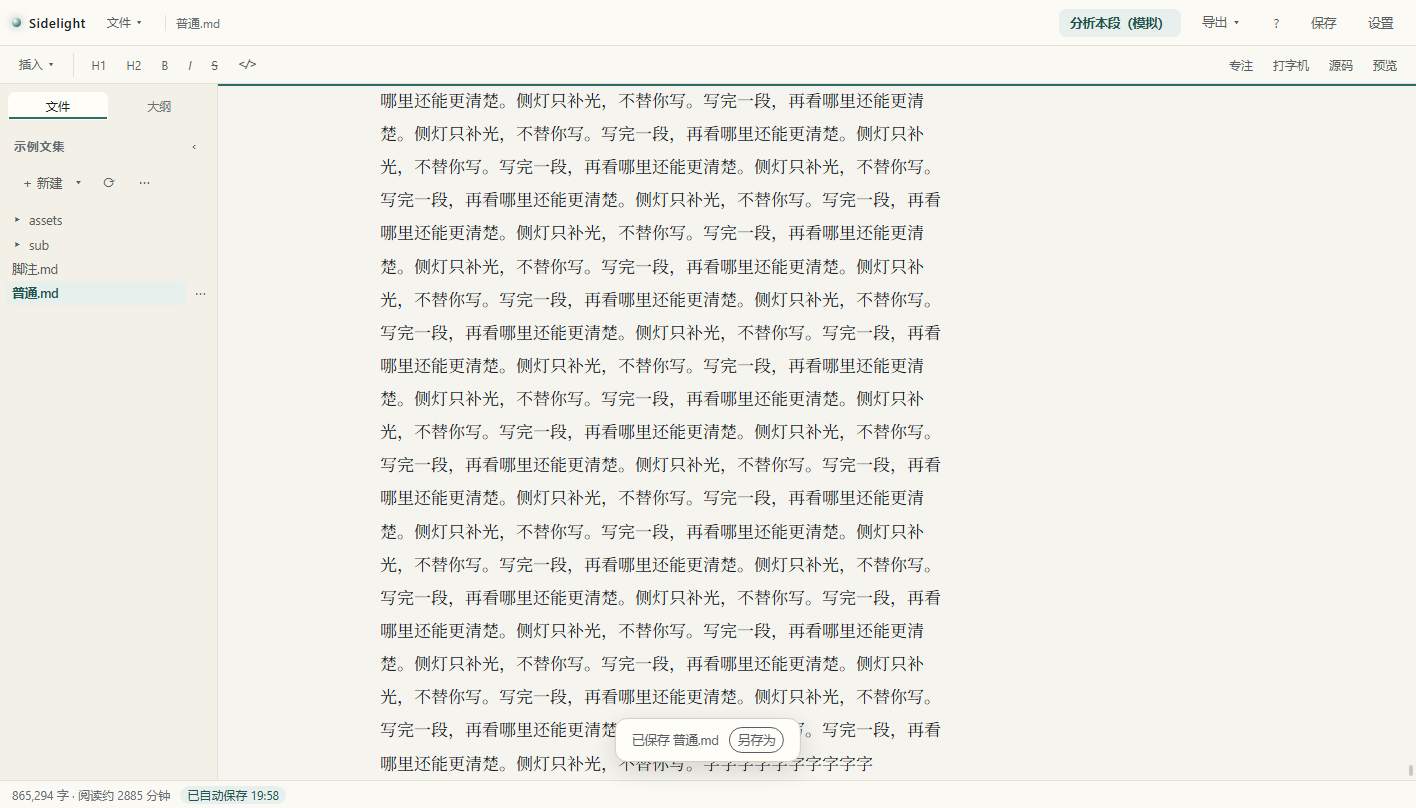 Sidelight 文件 普通.md 分析本段（模拟） 导出 ? 保存 设置
插入 H1 H2 B I S </> 专注 打字机 源码 预览
文件 大纲
示例文集
+ 新建 ...
assets
sub
脚注.md
普通.md ...
哪里还能更清楚。侧灯只补光，不替你写。写完一段，再看哪里还能更清
楚。侧灯只补光，不替你写。写完一段，再看哪里还能更清楚。侧灯只补
光，不替你写。写完一段，再看哪里还能更清楚。侧灯只补光，不替你写。
写完一段，再看哪里还能更清楚。侧灯只补光，不替你写。写完一段，再看
哪里还能更清楚。侧灯只补光，不替你写。写完一段，再看哪里还能更清
楚。侧灯只补光，不替你写。写完一段，再看哪里还能更清楚。侧灯只补
光，不替你写。写完一段，再看哪里还能更清楚。侧灯只补光，不替你写。
写完一段，再看哪里还能更清楚。侧灯只补光，不替你写。写完一段，再看
哪里还能更清楚。侧灯只补光，不替你写。写完一段，再看哪里还能更清
楚。侧灯只补光，不替你写。写完一段，再看哪里还能更清楚。侧灯只补
光，不替你写。写完一段，再看哪里还能更清楚。侧灯只补光，不替你写。
写完一段，再看哪里还能更清楚。侧灯只补光，不替你写。写完一段，再看
哪里还能更清楚。侧灯只补光，不替你写。写完一段，再看哪里还能更清
楚。侧灯只补光，不替你写。写完一段，再看哪里还能更清楚。侧灯只补
光，不替你写。写完一段，再看哪里还能更清楚。侧灯只补光，不替你写。
写完一段，再看哪里还能更清楚。侧灯只补光，不替你写。写完一段，再看
哪里还能更清楚。侧灯只补光，不替你写。写完一段，再看哪里还能更清
楚。侧灯只补光，不替你写。写完一段，再看哪里还能更清楚。侧灯只补
光，不替你写。写完一段，再看哪里还能更清楚。侧灯只补光，不替你写。
写完一段，再看哪里还能更清楚 。写完一段，再看
哪里还能更清楚。侧灯只补光，不替你写。字字字字字字字字字字
已保存 普通.md 另存为
865,294 字 · 阅读约 2885 分钟 已自动保存 19:58